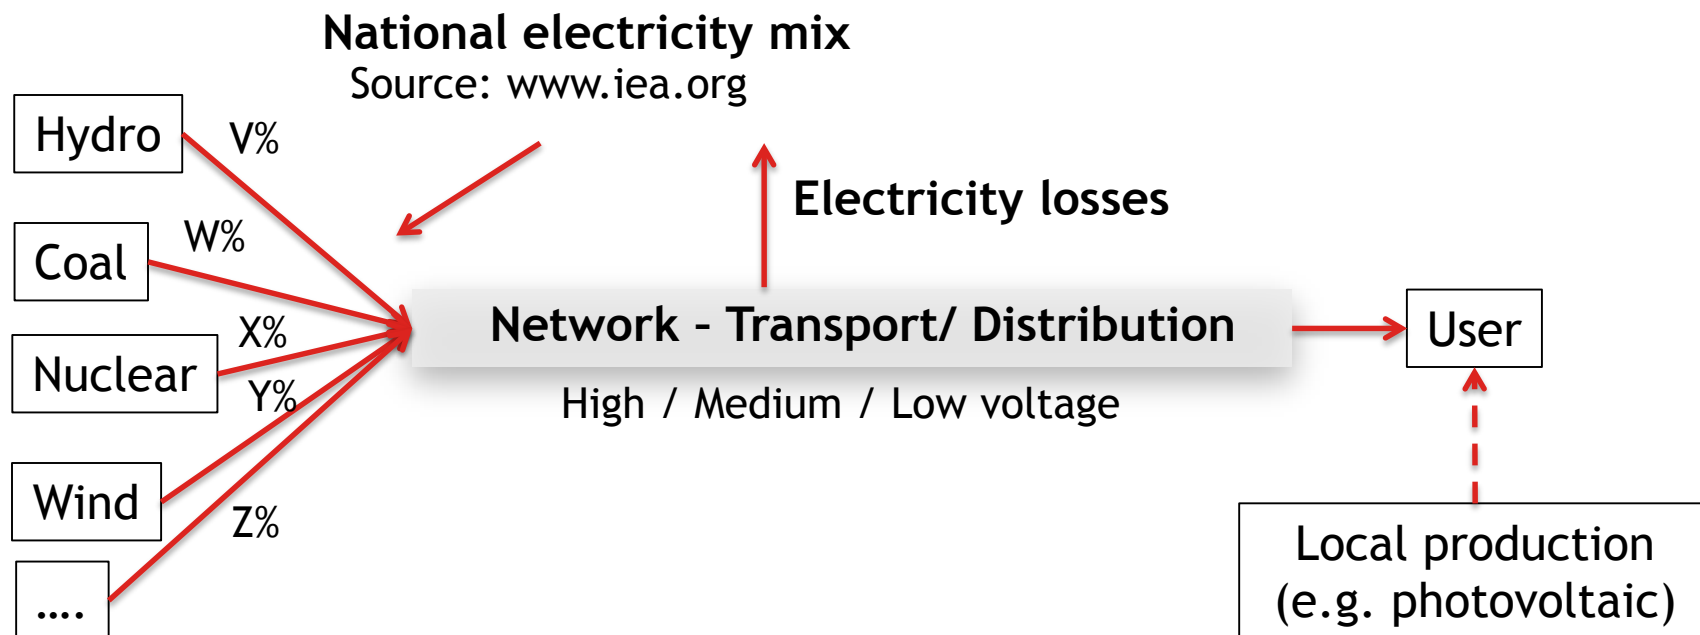 National electricity mix
Source: www.iea.org
Hydro
V%
Electricity losses
W%
Coal
Network – Transport/ Distribution
User
X%
Nuclear
Y%
High / Medium / Low voltage
Wind
Z%
Local production
(e.g. photovoltaic)
....